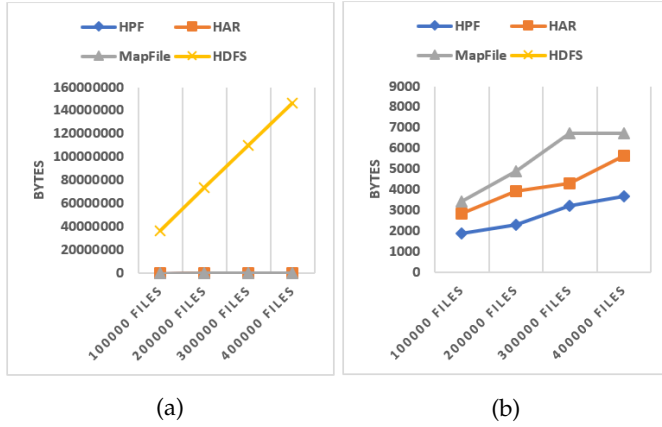 HPF HAR
MapFile HDFS
160000000
140000000
120000000
100000000
80000000
60000000
40000000
20000000
0
BYTES
100000 FILES
200000 FILES
300000 FILES
400000 FILES
(a)
HPF HAR
MapFile HDFS
9000
8000
7000
6000
5000
4000
3000
2000
1000
0
BYTES
100000 FILES
200000 FILES
300000 FILES
400000 FILES
(b)